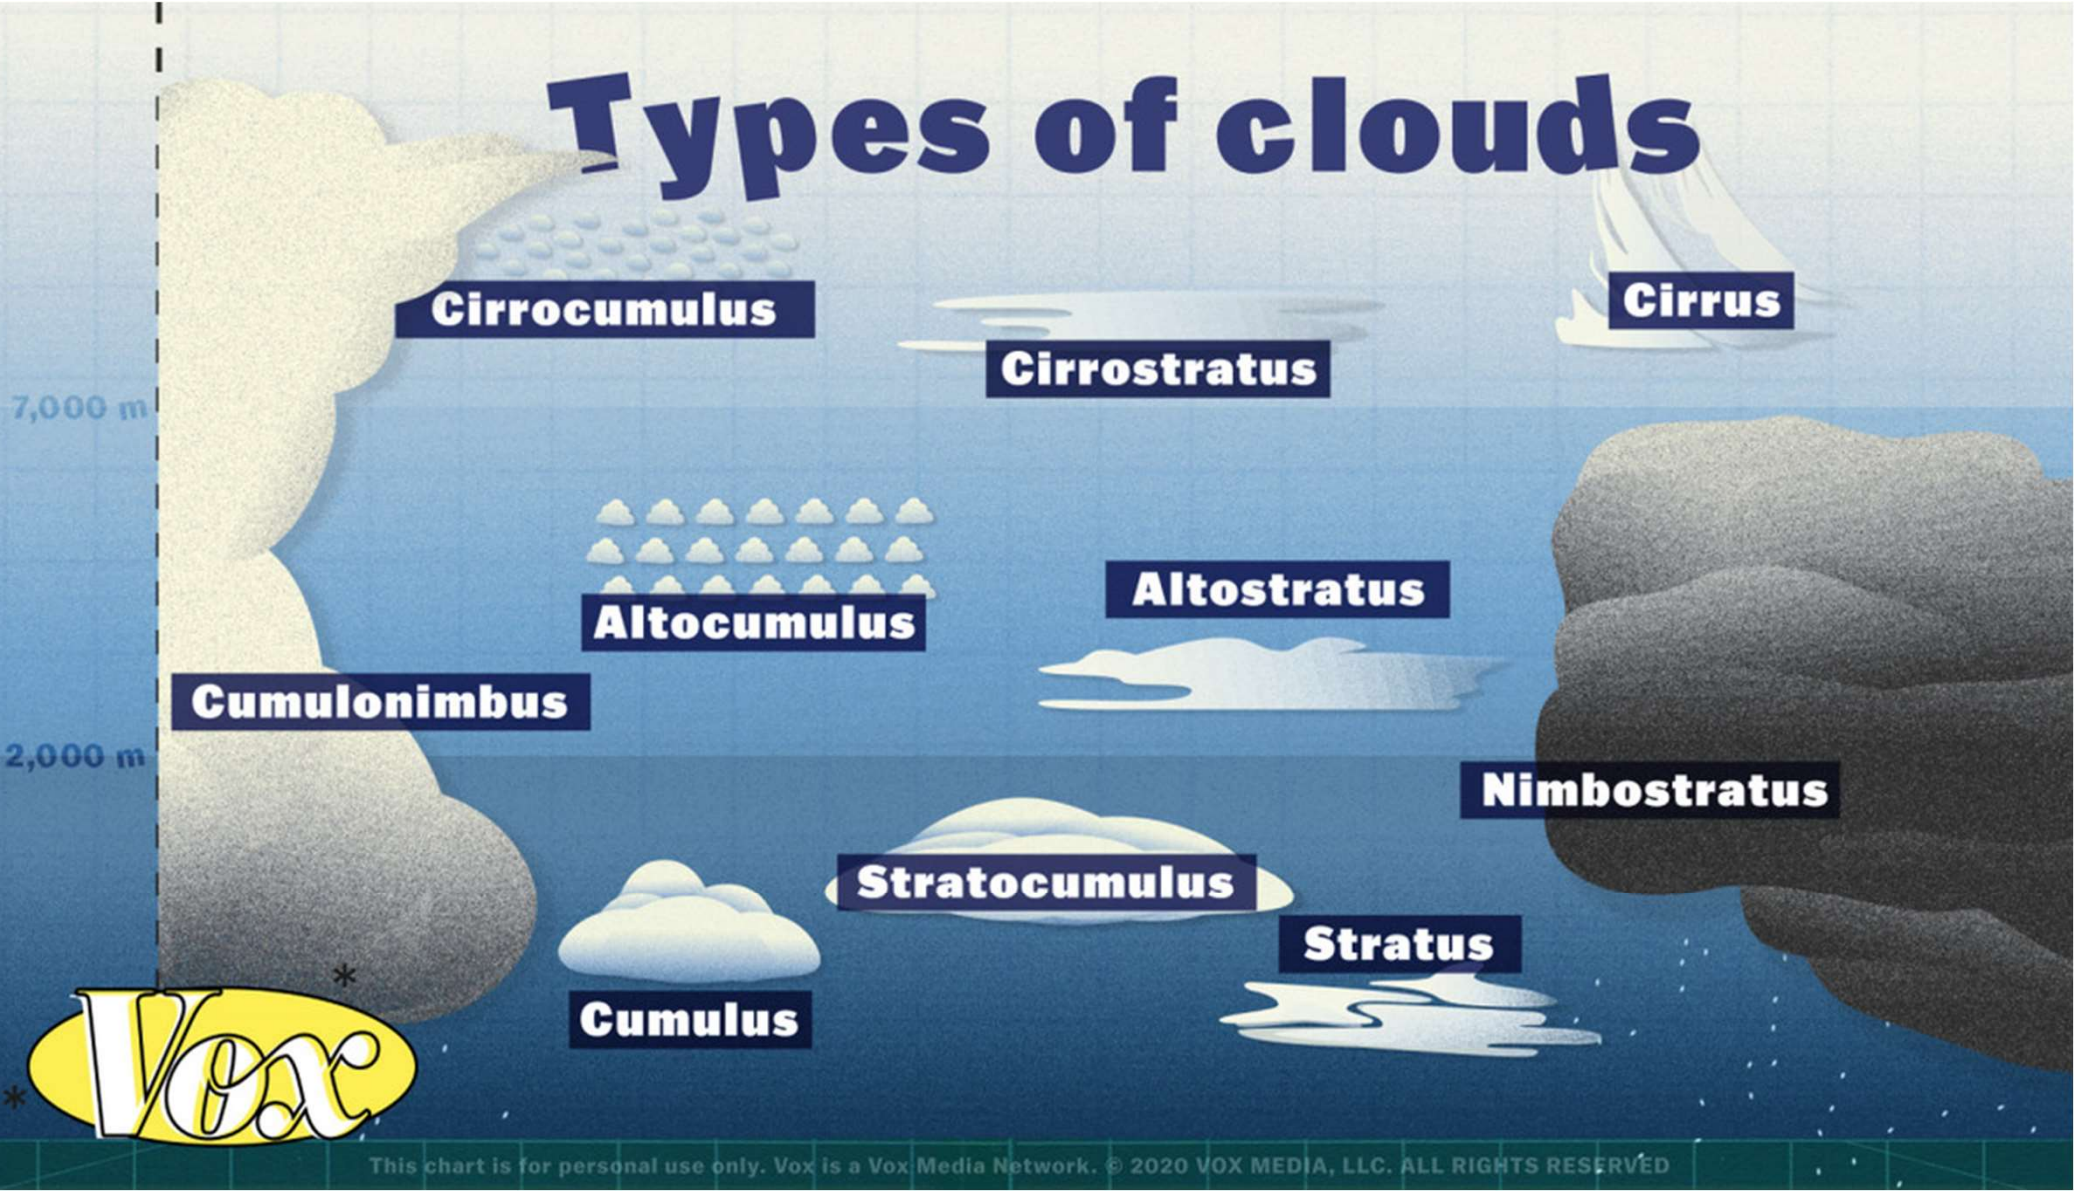 Types of clouds
Cirrocumulus
Cirrus
Cirrostratus
7,000 m
Altostratus
Altocumulus
Cumulonimbus
2,000 m
Nimbostratus
Stratocumulus
Stratus
*
Cumulus
Vox
*
This chart is for personal use only. Vox is a Vox Media Network. © 2020 VOX MEDIA, LLC. ALL RIGHTS RESERVED